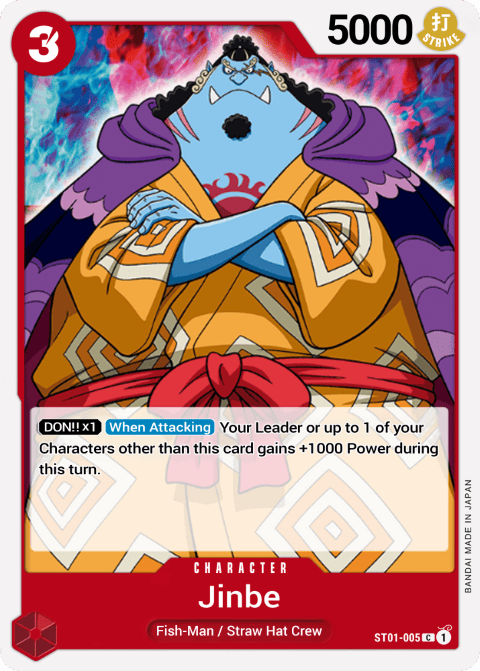 3
5000
打
STRIKE
DON!! x1 When Attacking Your Leader or up to 1 of your
Characters other than this card gains +1000 Power during
this turn.
BANDAI MADE IN JAPAN
CHARACTER
Jinbe
Fish-Man / Straw Hat Crew
ST01-005 C 1